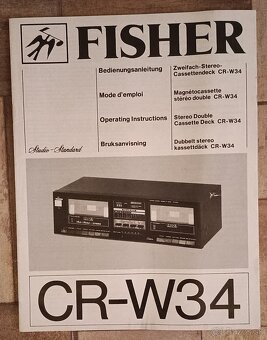 FISHER
Bedienungsanleitung
Zweifach-Stereo-
Cassettendeck CR-W34
Mode d'emploi
Magnétocassette
stéréo double CR-W34
Operating Instructions
Stereo Double
Cassette Deck CR-W34
Bruksanvisning
Dubbelt stereo
kassettdäck CR-W34
Studio-Standard
CR-W34